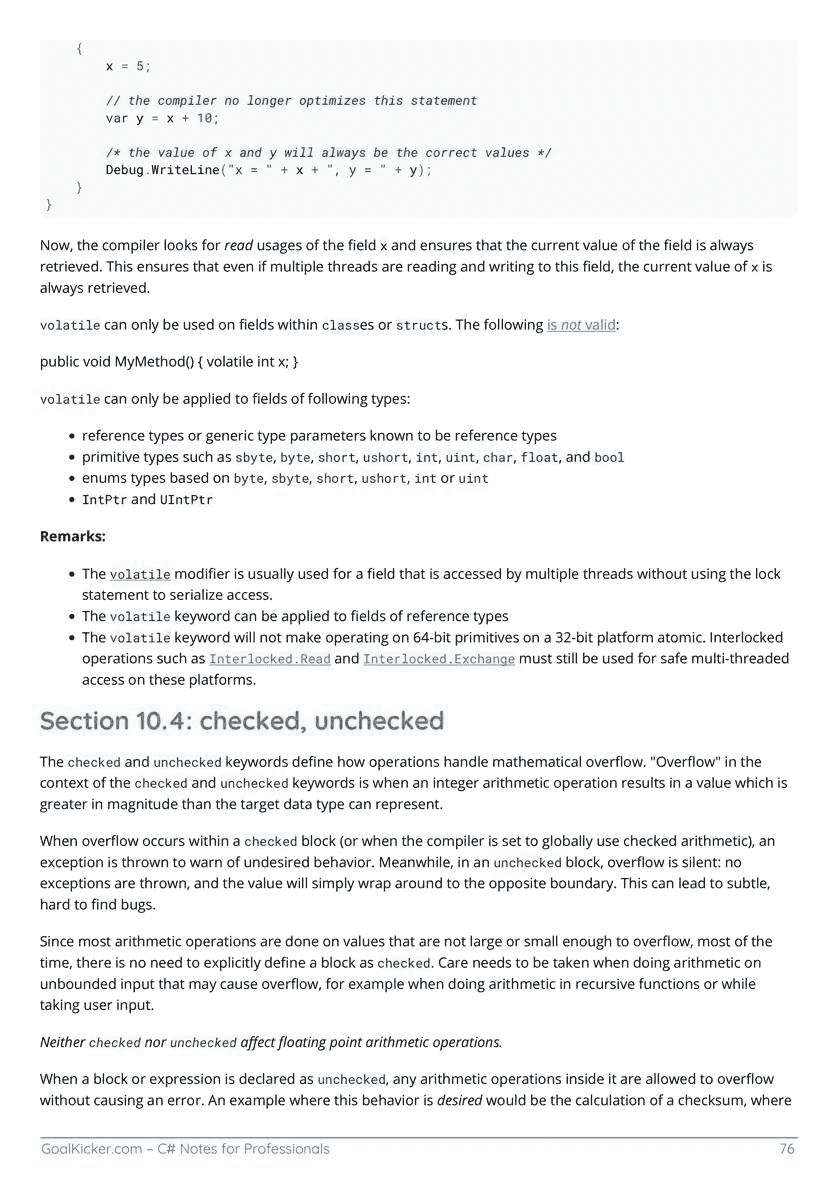 {
x = 5;
// the compiler no longer optimizes this statement
var y = x + 10;
/* the value of x and y will always be the correct values */
Debug.WriteLine("x = " + x + ", y = " + y);
}
}
Now, the compiler looks for read usages of the field x and ensures that the current value of the field is always
retrieved. This ensures that even if multiple threads are reading and writing to this field, the current value of x is
always retrieved.
volatile can only be used on fields within classes or structs. The following is not valid:
public void MyMethod() { volatile int x; }
volatile can only be applied to fields of following types:
• reference types or generic type parameters known to be reference types
• primitive types such as sbyte, byte, short, ushort, int, uint, char, float, and bool
• enums types based on byte, sbyte, short, ushort, int or uint
• IntPtr and UIntPtr
Remarks:
• The volatile modifier is usually used for a field that is accessed by multiple threads without using the lock
statement to serialize access.
• The volatile keyword can be applied to fields of reference types
• The volatile keyword will not make operating on 64-bit primitives on a 32-bit platform atomic. Interlocked
operations such as Interlocked.Read and Interlocked.Exchange must still be used for safe multi-threaded
access on these platforms.
Section 10.4: checked, unchecked
The checked and unchecked keywords define how operations handle mathematical overflow. "Overflow" in the
context of the checked and unchecked keywords is when an integer arithmetic operation results in a value which is
greater in magnitude than the target data type can represent.
When overflow occurs within a checked block (or when the compiler is set to globally use checked arithmetic), an
exception is thrown to warn of undesired behavior. Meanwhile, in an unchecked block, overflow is silent: no
exceptions are thrown, and the value will simply wrap around to the opposite boundary. This can lead to subtle,
hard to find bugs.
Since most arithmetic operations are done on values that are not large or small enough to overflow, most of the
time, there is no need to explicitly define a block as checked. Care needs to be taken when doing arithmetic on
unbounded input that may cause overflow, for example when doing arithmetic in recursive functions or while
taking user input.
Neither checked nor unchecked affect floating point arithmetic operations.
When a block or expression is declared as unchecked, any arithmetic operations inside it are allowed to overflow
without causing an error. An example where this behavior is desired would be the calculation of a checksum, where
GoalKicker.com – C# Notes for Professionals
76